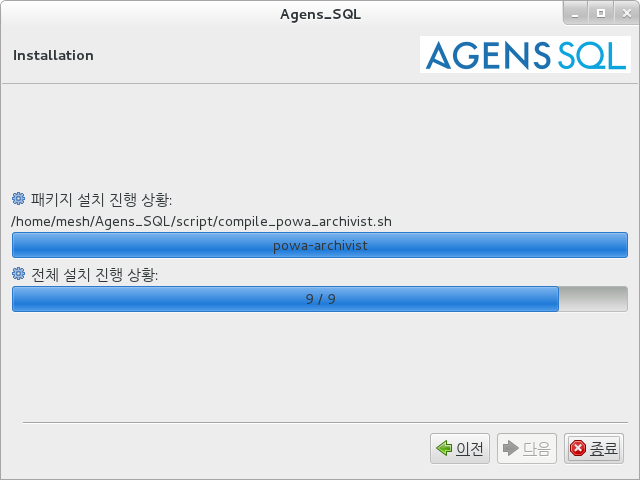 Agens_SQL
Installation
AGENS SQL
패키지 설치 진행 상황:
/home/mesh/Agens_SQL/script/compile_powa_archivist.sh
powa-archivist
전체 설치 진행 상황:
9 / 9
이전 다음 종료